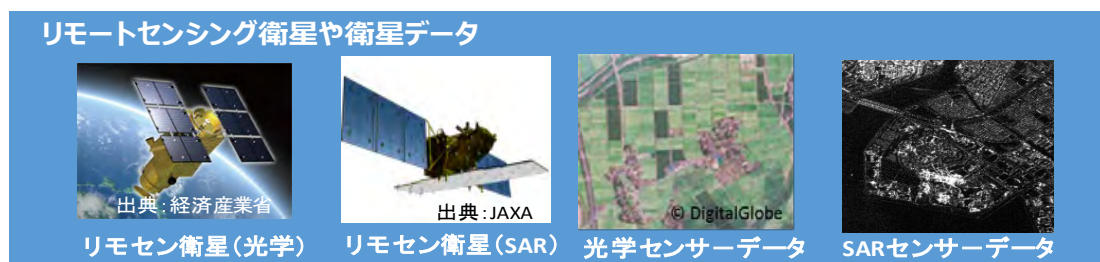 リモートセンシング衛星や衛星データ
出典：経済産業省
出典：JAXA
© DigitalGlobe
リモセン衛星（光学）
リモセン衛星（SAR）
光学センサーデータ
SARセンサーデータ